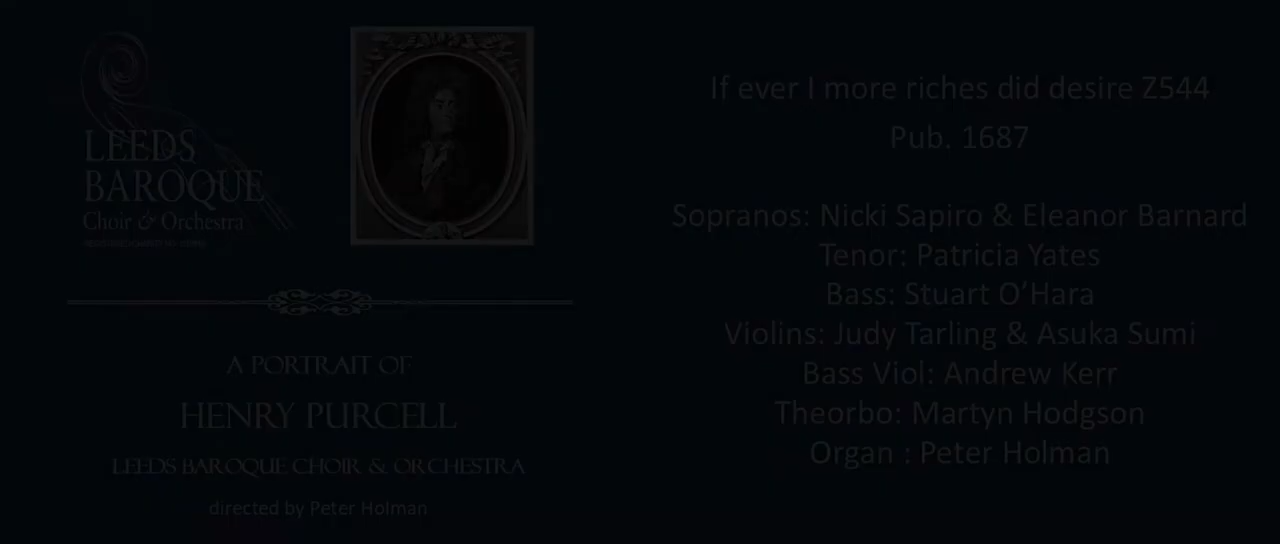 LEEDS
BAROQUE
Choir & Orchestra
A PORTRAIT OF
HENRY PURCELL
LEEDS BAROQUE CHOIR & ORCHESTRA
directed by Peter Holman
If ever I more riches did desire Z544
Pub. 1687
Sopranos: Nicki Sapiro & Eleanor Barnard
Tenor: Patricia Yates
Bass: Stuart O’Hara
Violins: Judy Tarling & Asuka Sumi
Bass Viol: Andrew Kerr
Theorbo: Martyn Hodgson
Organ : Peter Holman